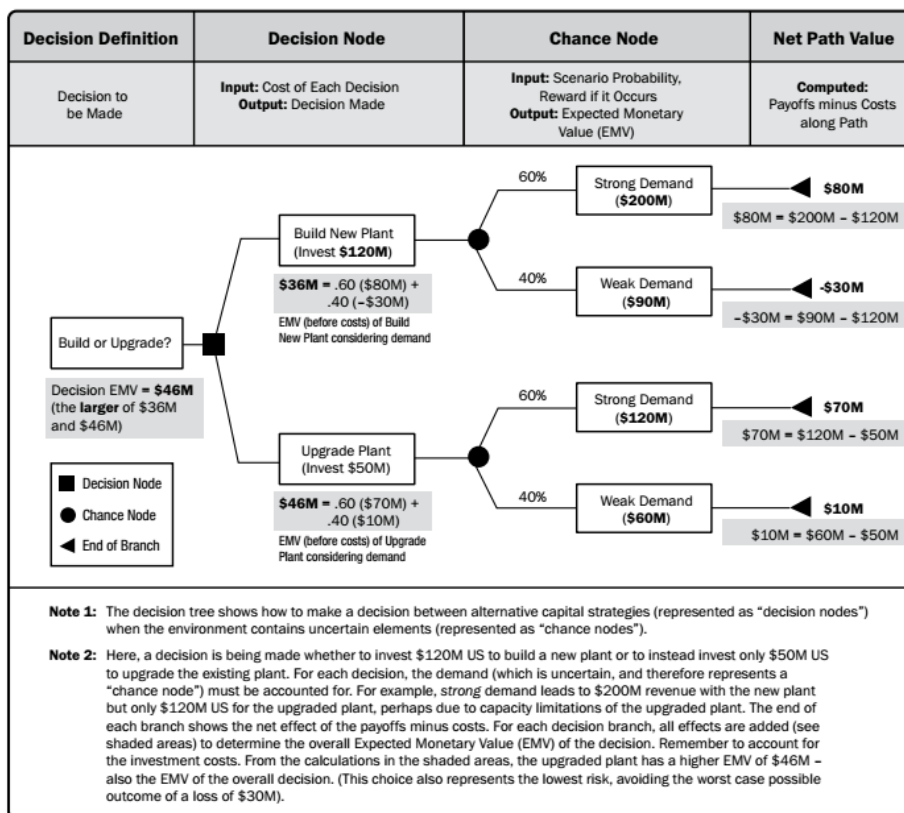 Decision Definition
Decision Node
Chance Node
Net Path Value
Decision to
be Made
Input: Cost of Each Decision
Output: Decision Made
Input: Scenario Probability,
Reward if it Occurs
Output: Expected Monetary
Value (EMV)
Computed:
Payoffs minus Costs
along Path
60%
Strong Demand
($200M)
$80M
$80M = $200M – $120M
Build New Plant
(Invest $120M)
40%
Weak Demand
($90M)
-$30M
–$30M = $90M – $120M
$36M = .60 ($80M) +
.40 (–$30M)
EMV (before costs) of Build
New Plant considering demand
Build or Upgrade?
Decision EMV = $46M
(the larger of $36M
and $46M)
60%
Strong Demand
($120M)
$70M
$70M = $120M – $50M
Upgrade Plant
(Invest $50M)
40%
Weak Demand
($60M)
$10M
$10M = $60M – $50M
$46M = .60 ($70M) +
.40 ($10M)
EMV (before costs) of Upgrade
Plant considering demand
Decision Node
Chance Node
End of Branch
Note 1: The decision tree shows how to make a decision between alternative capital strategies (represented as “decision nodes”)
when the environment contains uncertain elements (represented as “chance nodes”).
Note 2: Here, a decision is being made whether to invest $120M US to build a new plant or to instead invest only $50M US
to upgrade the existing plant. For each decision, the demand (which is uncertain, and therefore represents a
“chance node”) must be accounted for. For example, strong demand leads to $200M revenue with the new plant
but only $120M US for the upgraded plant, perhaps due to capacity limitations of the upgraded plant. The end of
each branch shows the net effect of the payoffs minus costs. For each decision branch, all effects are added (see
shaded areas) to determine the overall Expected Monetary Value (EMV) of the decision. Remember to account for
the investment costs. From the calculations in the shaded areas, the upgraded plant has a higher EMV of $46M –
also the EMV of the overall decision. (This choice also represents the lowest risk, avoiding the worst case possible
outcome of a loss of $30M).